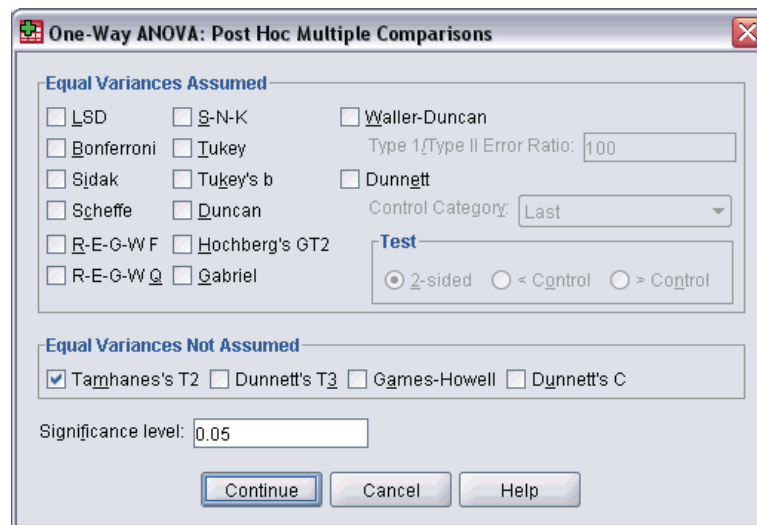 One-Way ANOVA: Post Hoc Multiple Comparisons
Equal Variances Assumed
LSD S-N-K Waller-Duncan
Bonferroni Tukey Type 1/Type II Error Ratio: 100
Sidak Tukey's b Dunnett
Scheffe Duncan Control Category: Last
R-E-G-W F Hochberg's GT2 Test
R-E-G-W Q Gabriel 2-sided < Control > Control
Equal Variances Not Assumed
Tamhanes's T2 Dunnett's T3 Games-Howell Dunnett's C
Significance level: 0.05
Continue Cancel Help